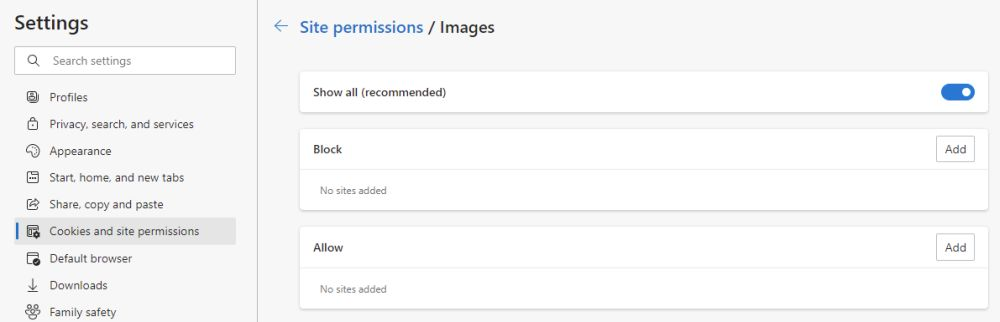 Settings
Search settings
Profiles
Privacy, search, and services
Appearance
Start, home, and new tabs
Share, copy and paste
Cookies and site permissions
Default browser
Downloads
Family safety
Site permissions / Images
Show all (recommended)
Block
Add
No sites added
Allow
Add
No sites added